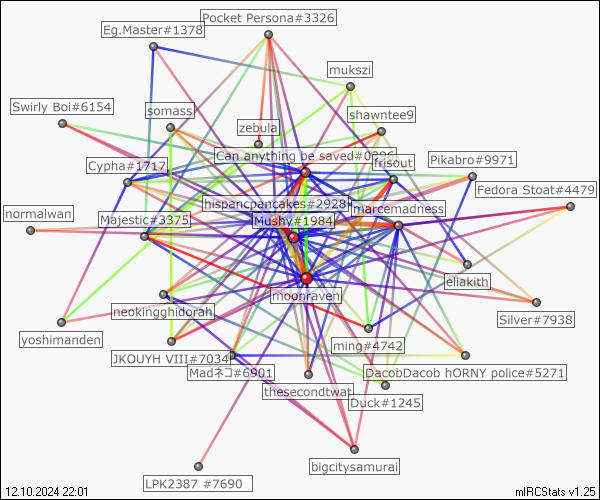 Pocket Persona#3326
Eg.Master#1378
mukszi
Swirly Boi#6154
somass
shawntee9
zebula
Can anything be saved#0896
frisout
Pikabro#9971
Cypha#1717
Fedora Stoat#4479
hispancpancakes#2928
marcemadness
normalwan
Majestic#3375
Mushy#1984
eliakith
moonraven
neokingghidorah
Silver#7938
yoshimanden
ming#4742
JKOUYH VIII#7034
Madネコ#6901
DacobDacob hORNY police#5271
thesecondtwat
Duck#1245
bigcitysamurai
LPK2387 #7690
12.10.2024 22:01
mIRCStats v1.25